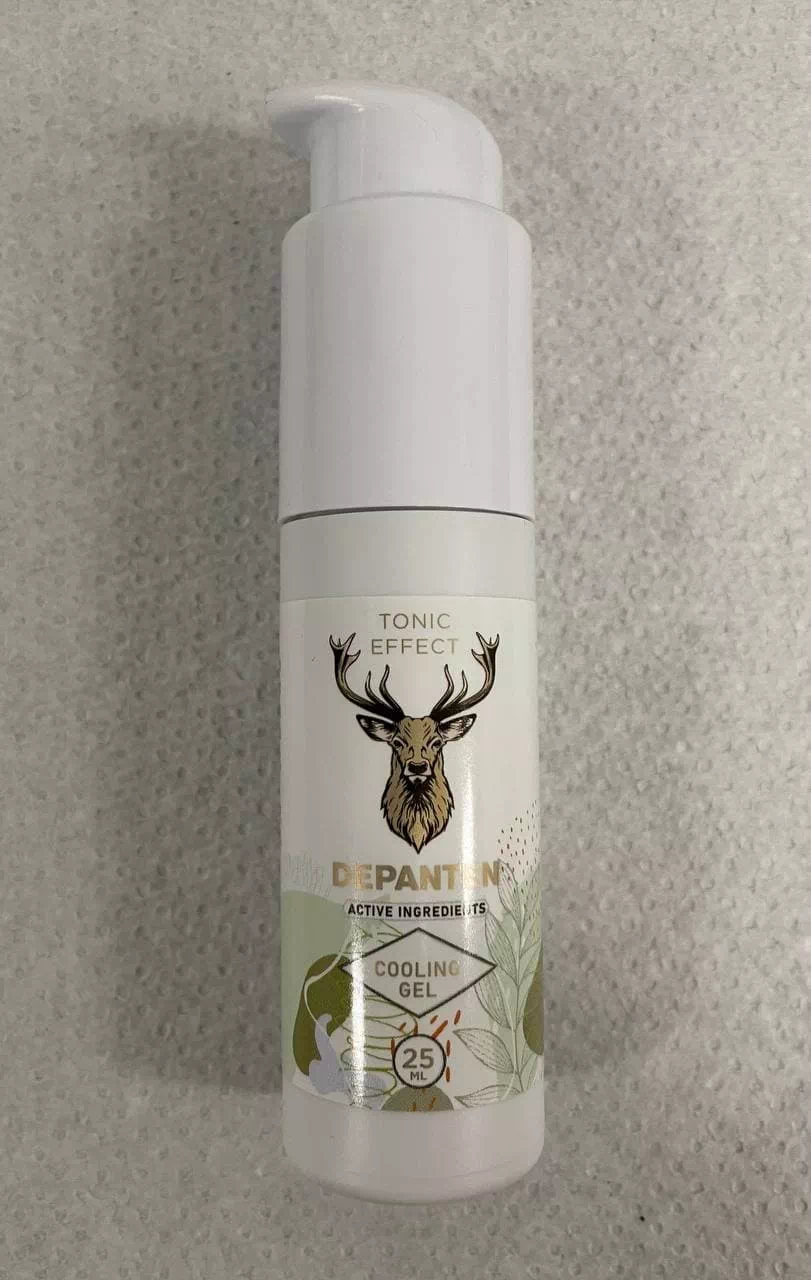 TONIC
EFFECT
DEPANTEN
ACTIVE INGREDIENTS
COOLING
GEL
25
ML